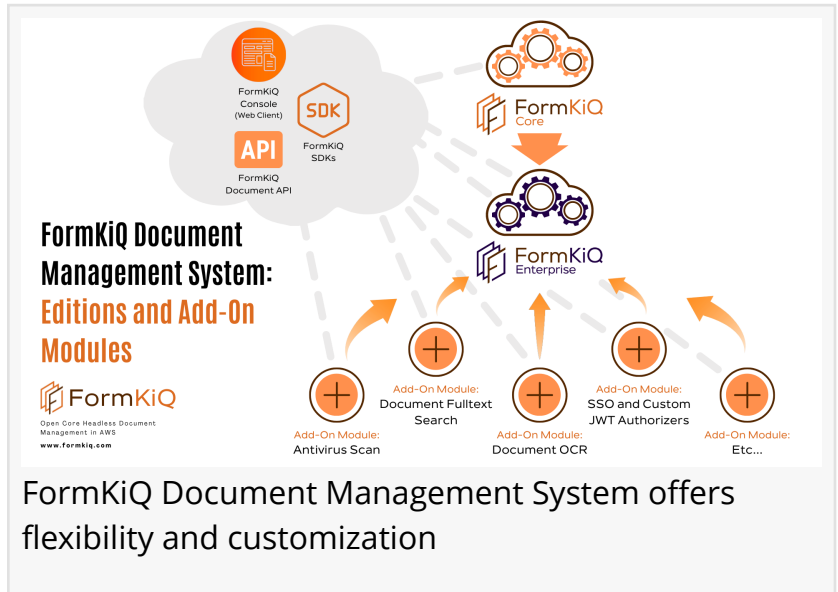 FormKiQ
Console
(Web Client)
SDK
FormKiQ
SDKs
API
FormKiQ
Document API
FormKiQ
Core
FormKiQ
Enterprise
FormKiQ Document
Management System:
Editions and Add-On
Modules
FormKiQ
Open Core Headless Document
Management in AWS
www.formkiq.com
Add-On Module:
Antivirus Scan
Add-On Module:
Document Fulltext
Search
Add-On Module:
Document OCR
Add-On Module:
SSO and Custom
JWT Authorizers
Add-On Module:
Etc...
FormKiQ Document Management System offers
flexibility and customization